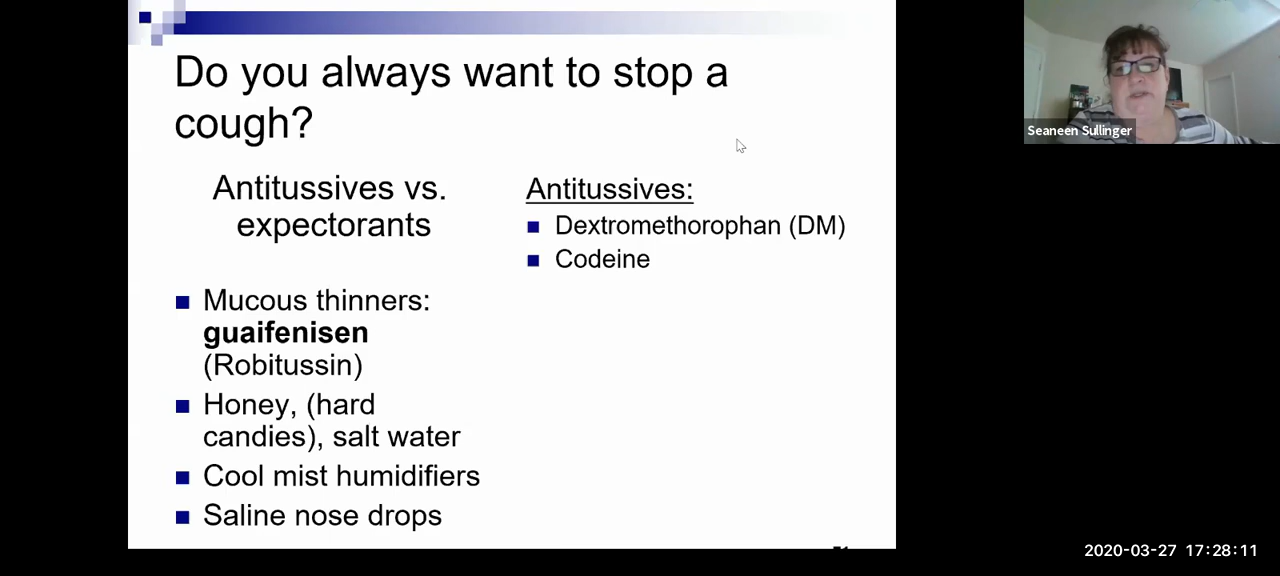 Do you always want to stop a
cough?
Antitussives vs.
expectorants
Mucous thinners:
guaifenisen
(Robitussin)
Honey, (hard
candies), salt water
Cool mist humidifiers
Saline nose drops
Antitussives:
Dextromethorophan (DM)
Codeine
Seaneen Sullinger
2020-03-27 17:28:11